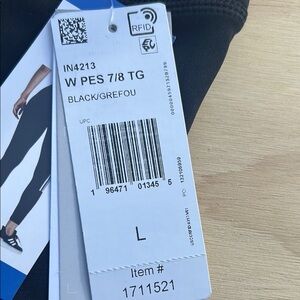 RFID
IN4213
W PES 7/8 TG
BLACK/GREFOU
UPC
1 96471 01345 5
L
Item #
1711521